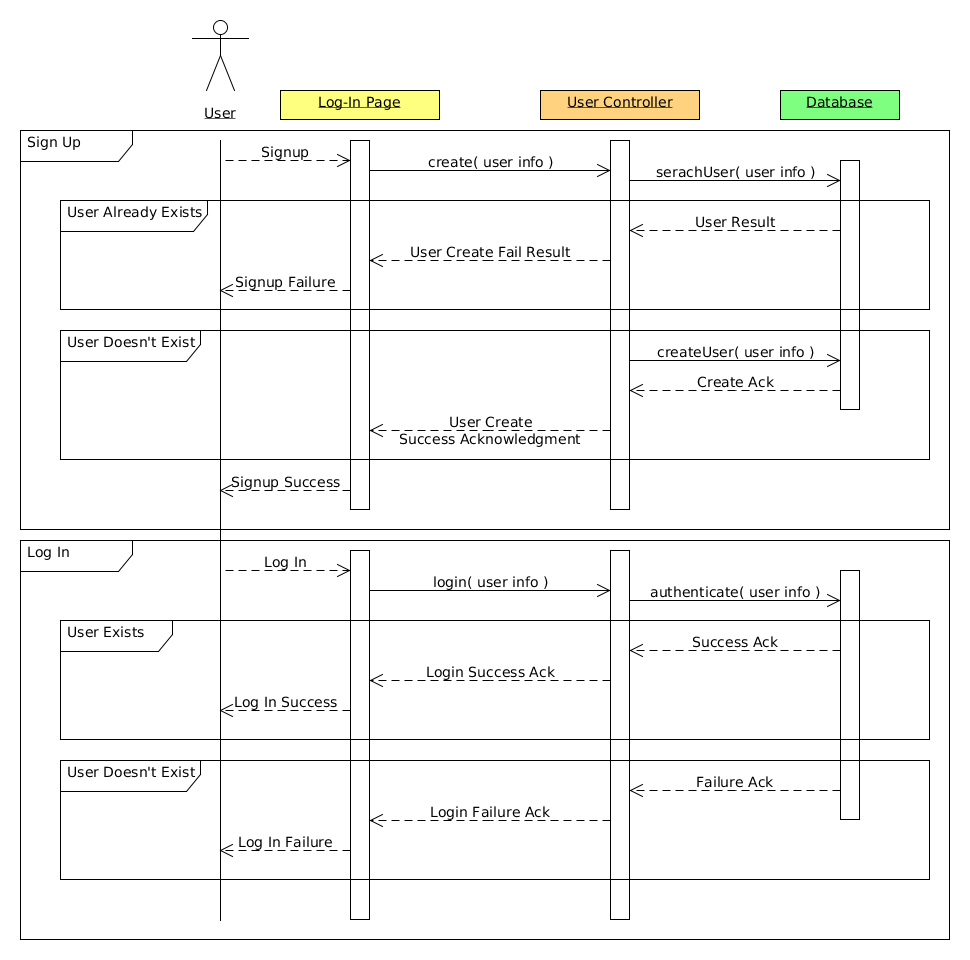 User
Log-In Page
User Controller
Database
Sign Up
Signup
create( user info )
serachUser( user info )
User Already Exists
User Result
User Create Fail Result
Signup Failure
User Doesn't Exist
createUser( user info )
Create Ack
User Create
Success Acknowledgment
Signup Success
Log In
Log In
login( user info )
authenticate( user info )
User Exists
Success Ack
Login Success Ack
Log In Success
User Doesn't Exist
Failure Ack
Login Failure Ack
Log In Failure